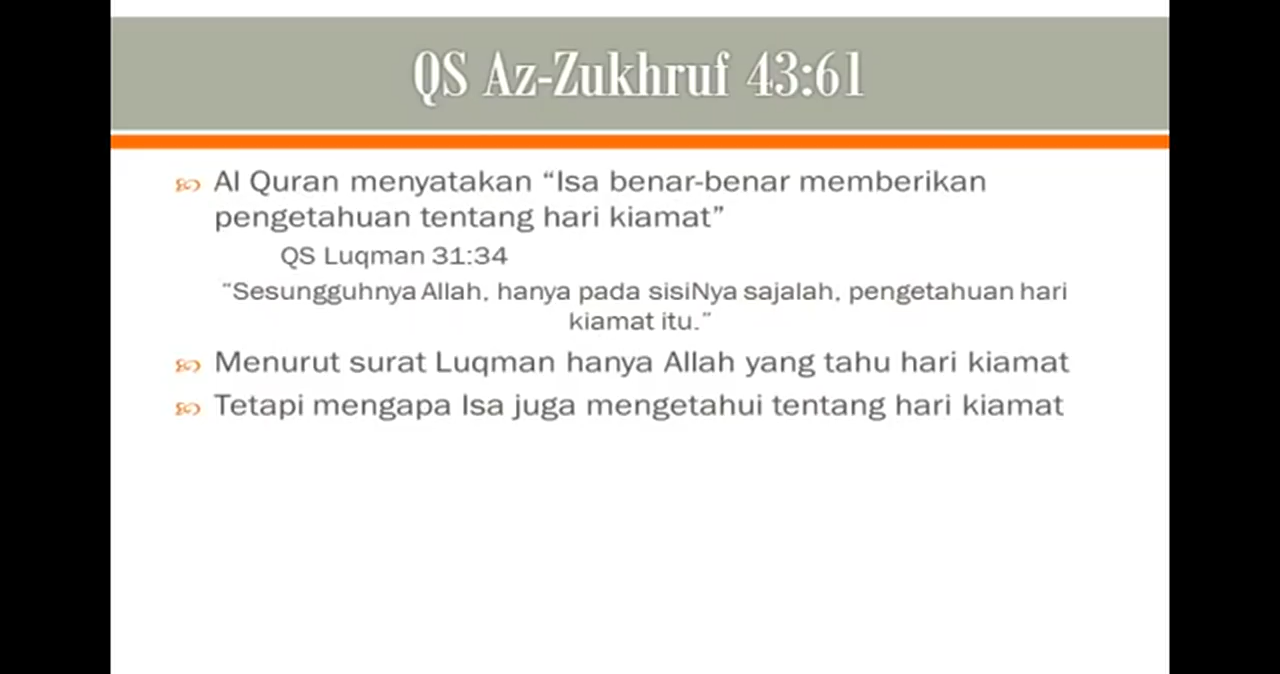 QS Az-Zukhruf 43:61
Al Quran menyatakan “Isa benar-benar memberikan
pengetahuan tentang hari kiamat”
QS Luqman 31:34
“Sesungguhnya Allah, hanya pada sisiNya sajalah, pengetahuan hari
kiamat itu.”
Menurut surat Luqman hanya Allah yang tahu hari kiamat
Tetapi mengapa Isa juga mengetahui tentang hari kiamat